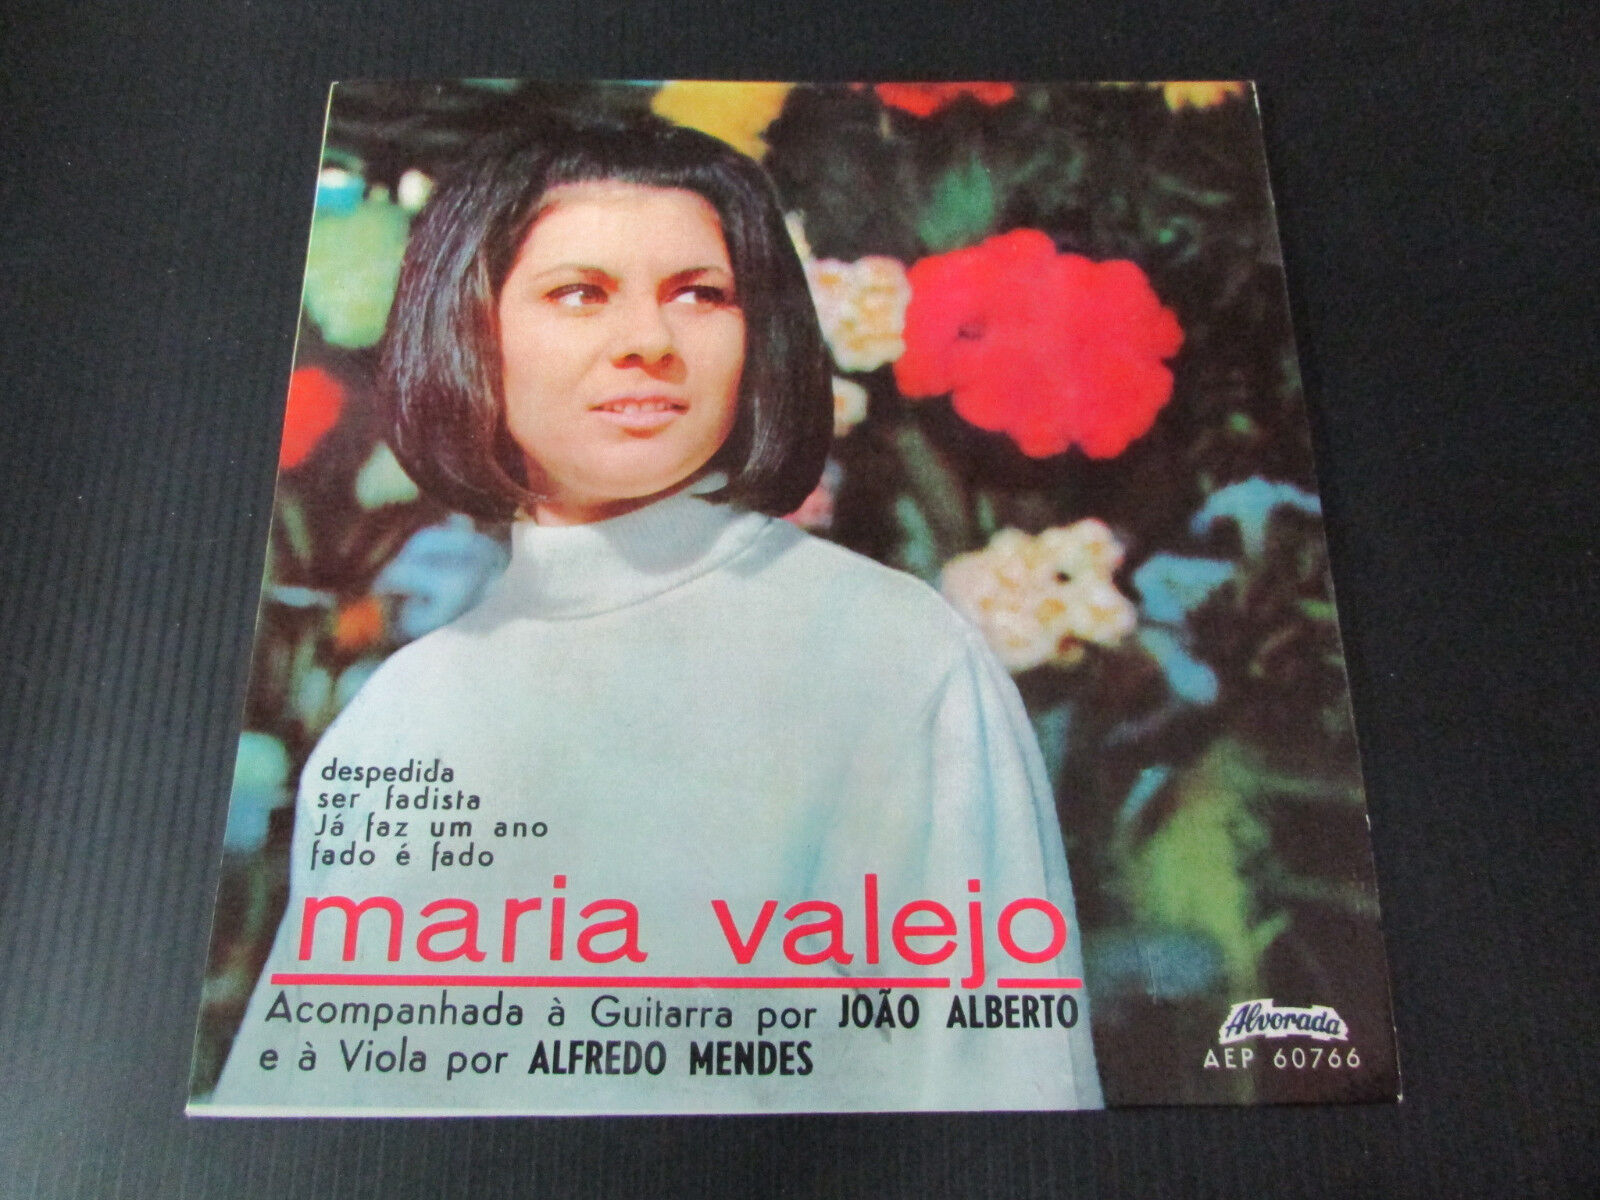 despedida
ser fadista
Já faz um ano
fado é fado
maria valejo
Acompanhada à Guitarra por JOÃO ALBERTO
e à Viola por ALFREDO MENDES
Alvorada
AEP 60766